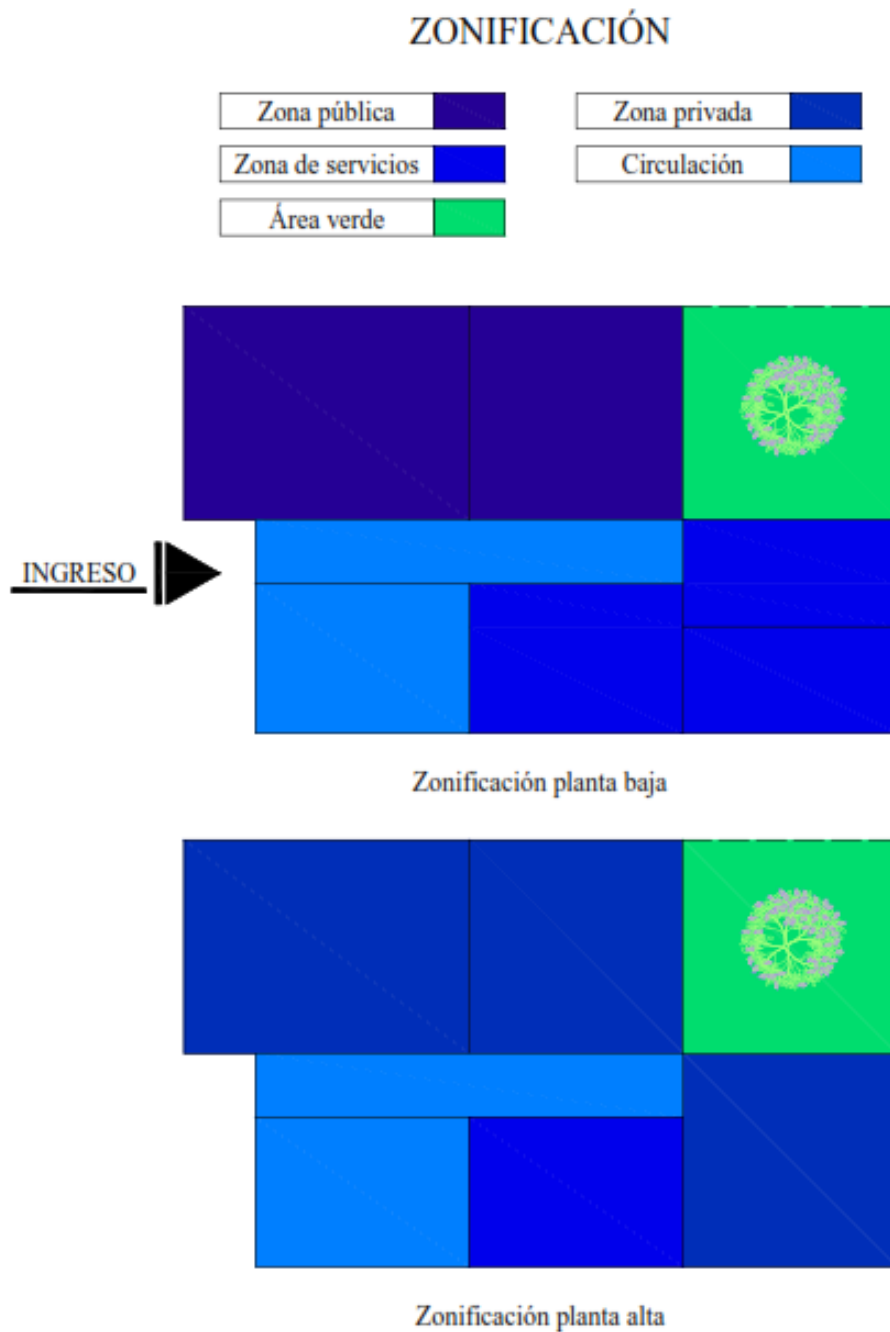 ZONIFICACIÓN
Zona pública
Zona privada
Zona de servicios
Circulación
Área verde
INGRESO
Zonificación planta baja
Zonificación planta alta